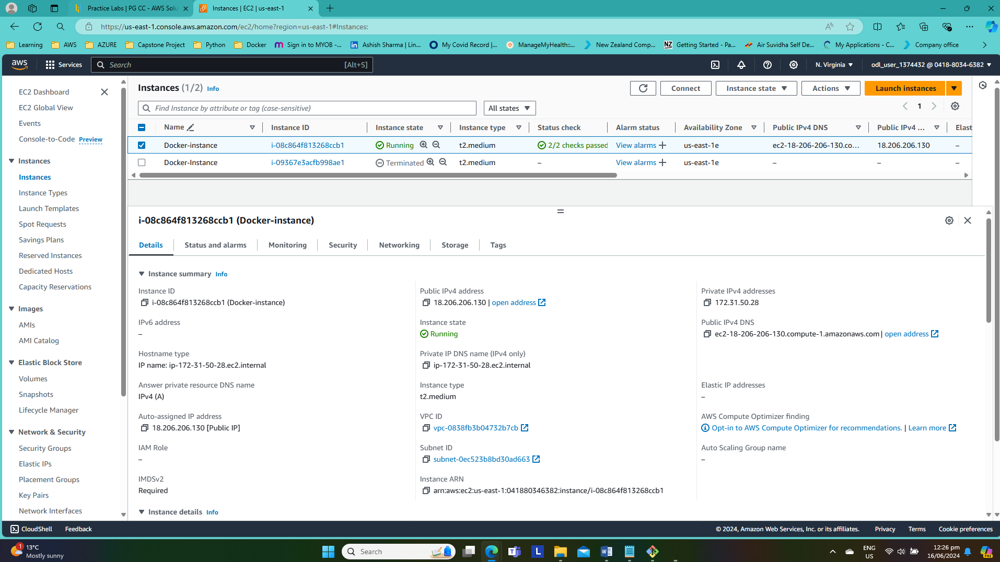 Practice Labs | PG CC - AWS Solu
Instances | EC2 | us-east-1
https://us-east-1.console.aws.amazon.com/ec2/home?region=us-east-1#Instances:
Learning AWS AZURE Capstone Project Python Docker Sign in to MYOB -... Ashish Sharma | Lin... My Covid Record |... ManageMyHealth::... New Zealand Comp... Getting Started - Pa... Air Suvidha Self De... My Applications - C... Company office
aws Services Search [Alt+S] N. Virginia odl_user_1374432 @ 0418-8034-6382
EC2 Dashboard
EC2 Global View
Events
Console-to-Code Preview
Instances
Instances
Instance Types
Launch Templates
Spot Requests
Savings Plans
Reserved Instances
Dedicated Hosts
Capacity Reservations
Images
AMIs
AMI Catalog
Elastic Block Store
Volumes
Snapshots
Lifecycle Manager
Network & Security
Security Groups
Elastic IPs
Placement Groups
Key Pairs
Network Interfaces
Instances (1/2) Info
Connect Instance state Actions Launch instances
Find Instance by attribute or tag (case-sensitive) All states 1
Name Instance ID Instance state Instance type Status check Alarm status Availability Zone Public IPv4 DNS Public IPv4 ... Elast
Docker-instance i-08c864f813268ccb1 Running t2.medium 2/2 checks passed View alarms us-east-1e ec2-18-206-206-130.co... 18.206.206.130 –
Docker-Instance i-09367e3acfb998ae1 Terminated t2.medium – View alarms us-east-1e – – –
i-08c864f813268ccb1 (Docker-instance)
Details Status and alarms Monitoring Security Networking Storage Tags
Instance summary Info
Instance ID
i-08c864f813268ccb1 (Docker-instance)
Public IPv4 address
18.206.206.130 | open address
Private IPv4 addresses
172.31.50.28
IPv6 address
–
Instance state
Running
Public IPv4 DNS
ec2-18-206-206-130.compute-1.amazonaws.com | open address
Hostname type
IP name: ip-172-31-50-28.ec2.internal
Private IP DNS name (IPv4 only)
ip-172-31-50-28.ec2.internal
Answer private resource DNS name
IPv4 (A)
Instance type
t2.medium
Elastic IP addresses
–
Auto-assigned IP address
18.206.206.130 [Public IP]
VPC ID
vpc-0838fb3b04732b7cb
AWS Compute Optimizer finding
Opt-in to AWS Compute Optimizer for recommendations. | Learn more
IAM Role
–
Subnet ID
subnet-0ec523b8bd30ad663
Auto Scaling Group name
–
IMDSv2
Required
Instance ARN
arn:aws:ec2:us-east-1:041880346382:instance/i-08c864f813268ccb1
Instance details Info
CloudShell Feedback © 2024, Amazon Web Services, Inc. or its affiliates. Privacy Terms Cookie preferences
1
13°C
Mostly sunny
Search
ENG
US
12:26 pm
16/06/2024